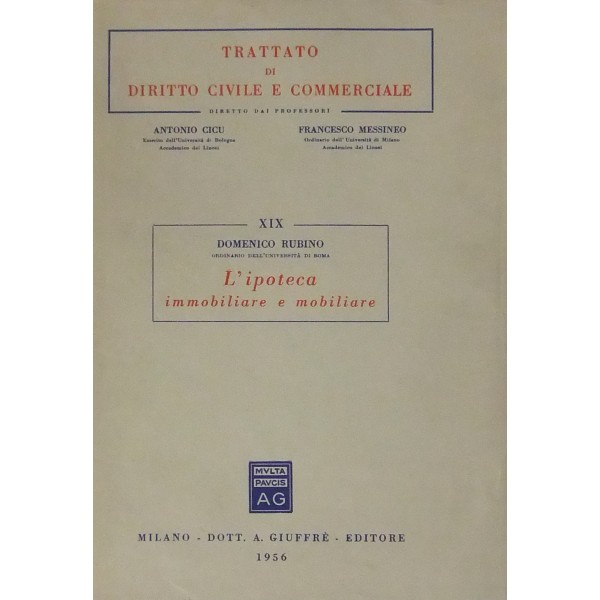 TRATTATO
DI
DIRITTO CIVILE E COMMERCIALE
DIRETTO DAI PROFESSORI
ANTONIO CICU FRANCESCO MESSINEO
Emerito dell'Università di Bologna Ordinario dell'Università di Milano
Accademico dei Lincei Accademico dei Lincei
XIX
DOMENICO RUBINO
ORDINARIO DELL'UNIVERSITÀ DI ROMA
L'ipoteca
immobiliare e mobiliare
MVLTA
PAVCIS
AG
MILANO - DOTT. A. GIUFFRÈ - EDITORE
1956